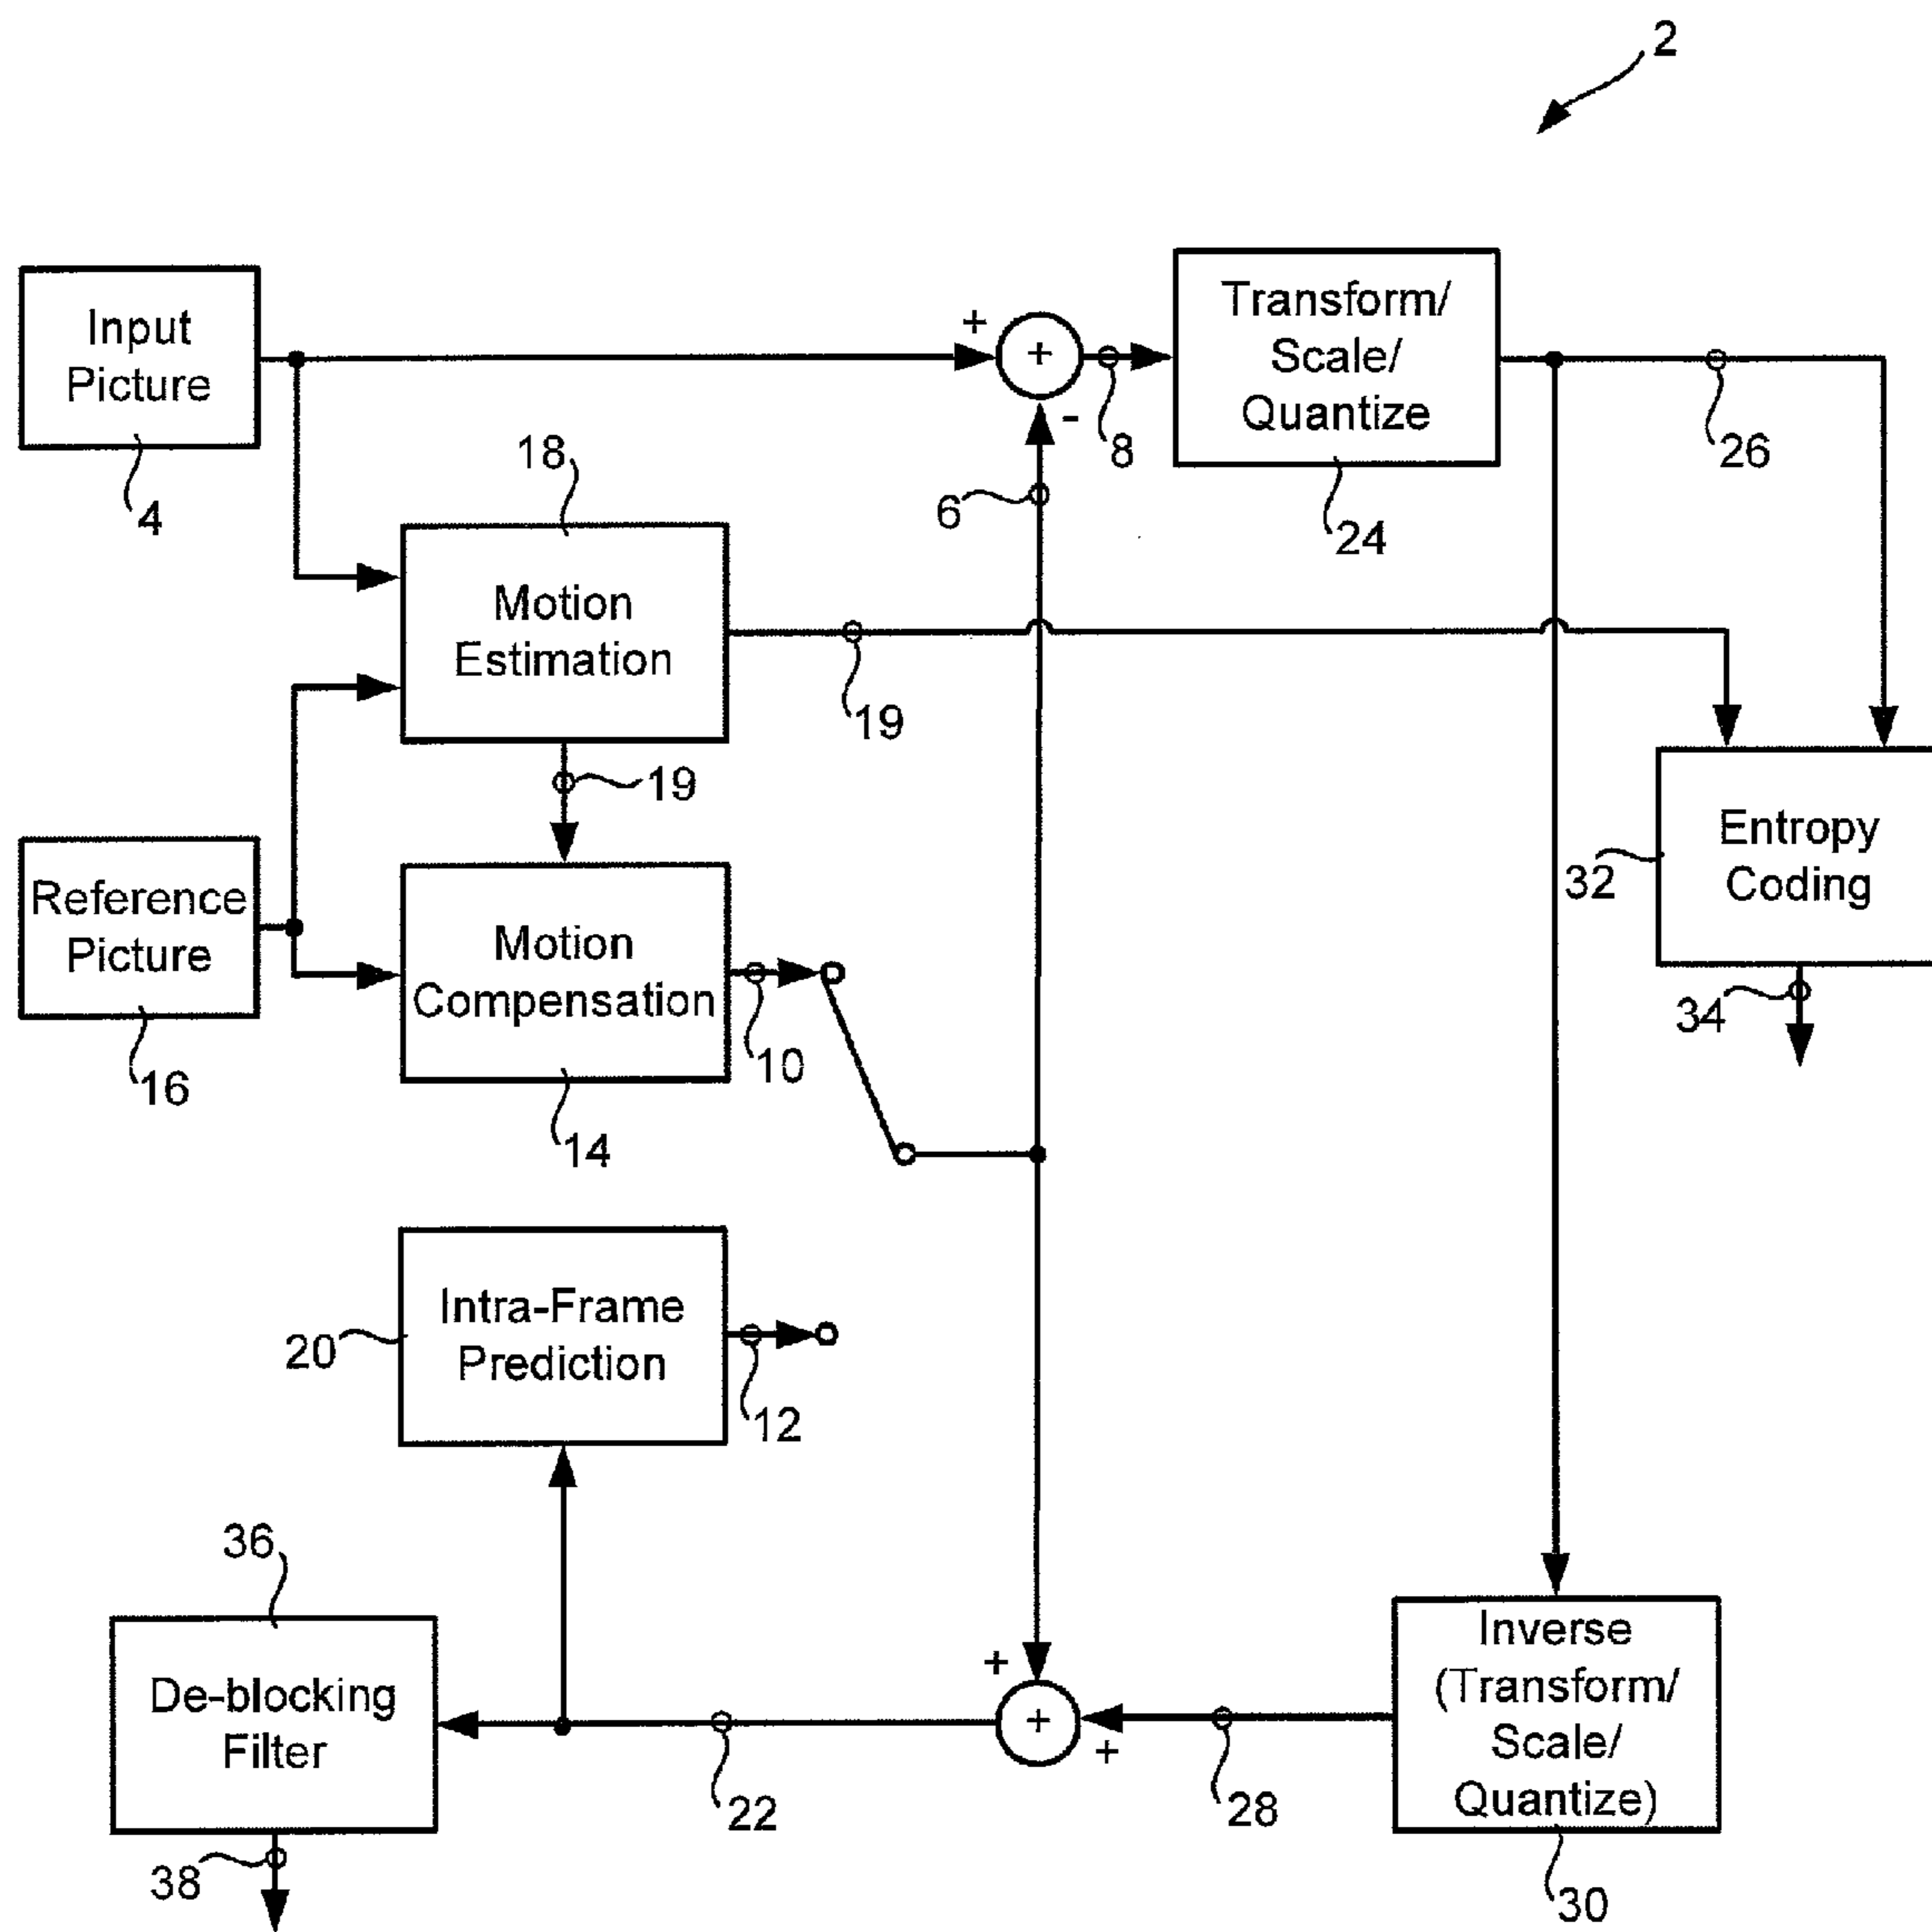 2
Input
Picture
4
+
+
-
6
8
Transform/
Scale/
Quantize
24
26
18
Motion
Estimation
19
19
Reference
Picture
16
Motion
Compensation
10
14
Entropy
Coding
32
34
Intra-Frame
Prediction
20
12
36
De-blocking
Filter
38
22
+
+
+
28
Inverse
(Transform/
Scale/
Quantize)
30